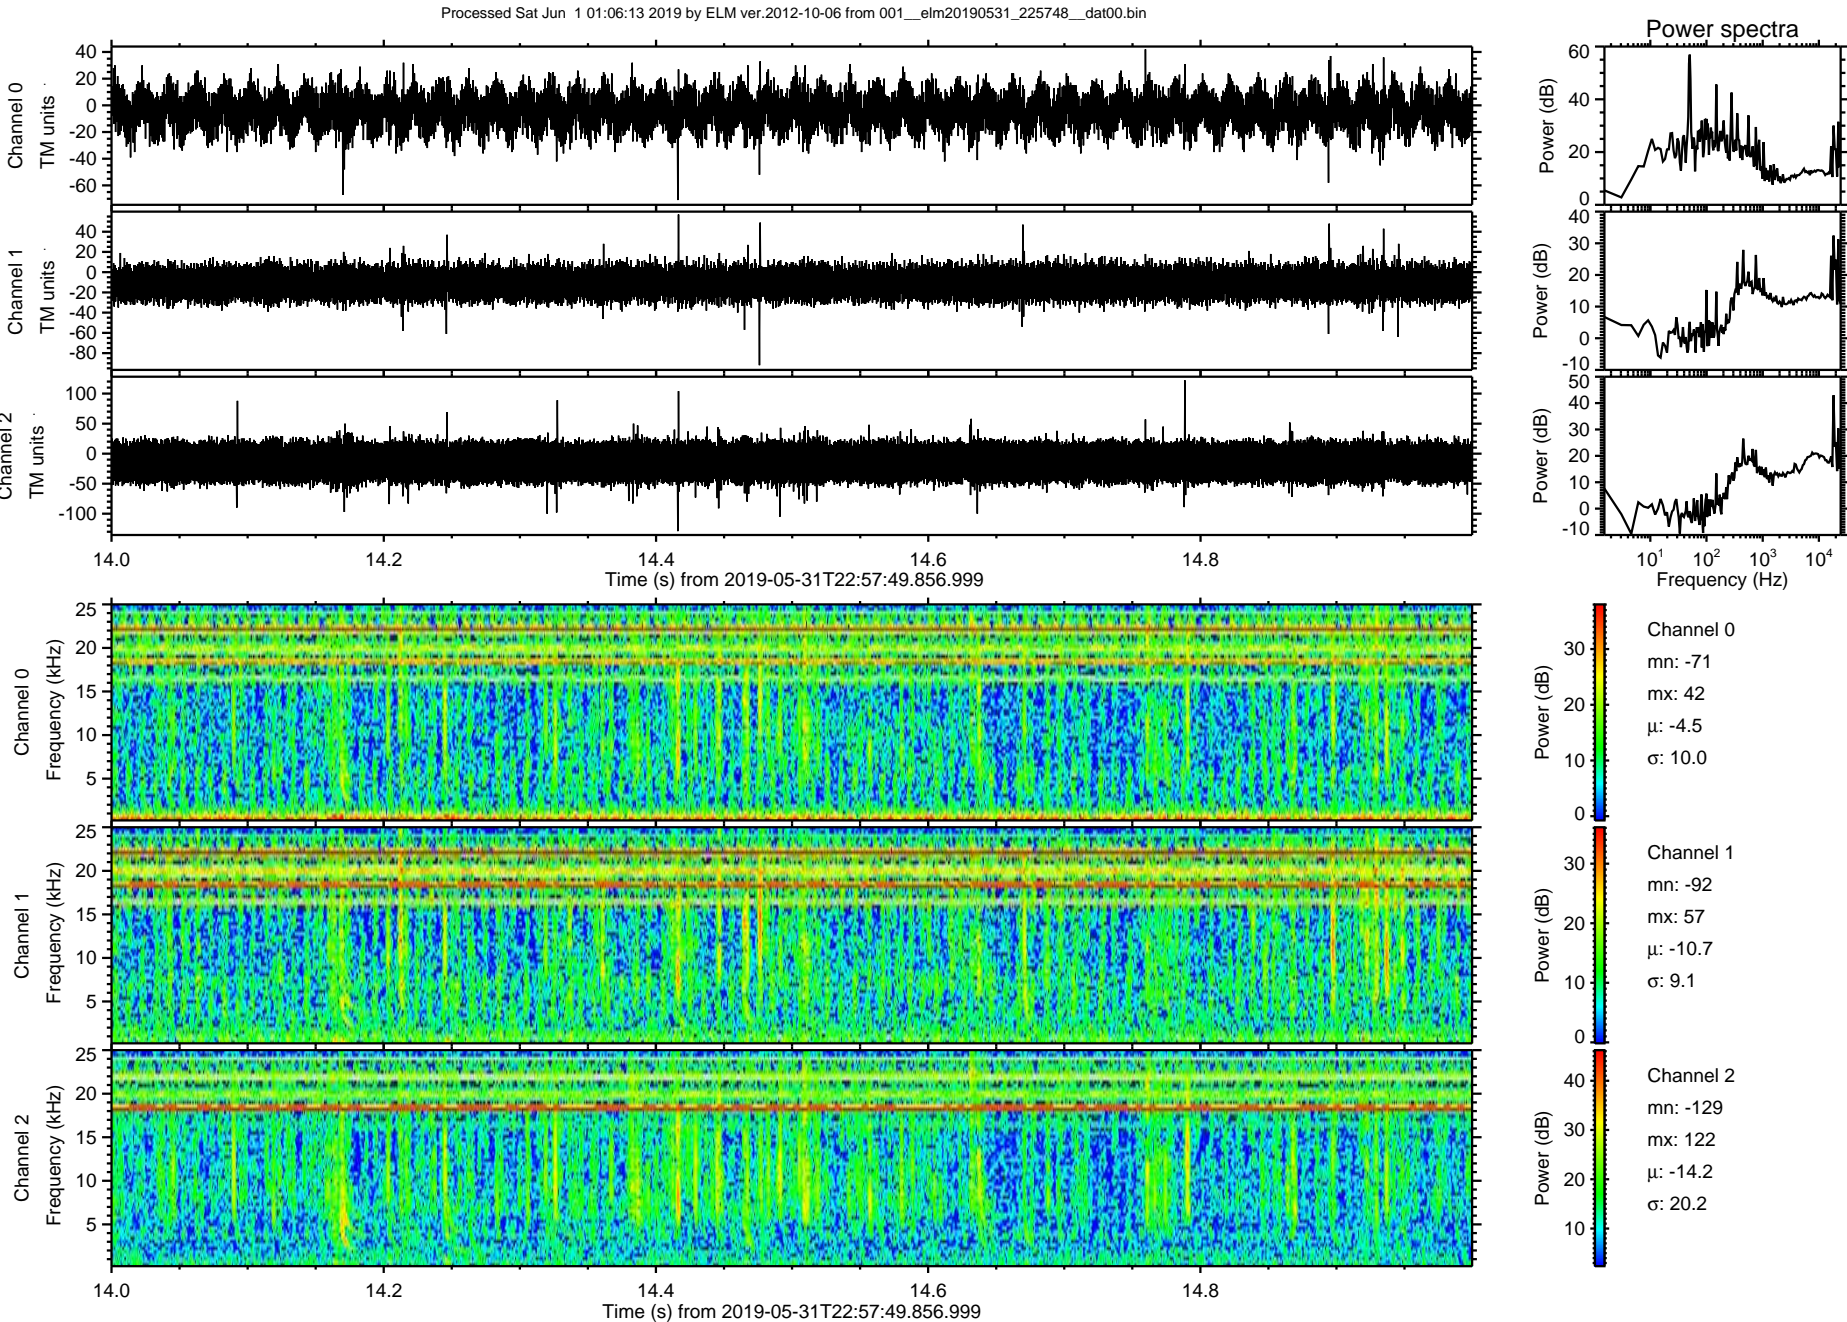 Processed Sat Jun 1 01:06:13 2019 by ELM ver.2012-10-06 from 001__elm20190531_225748__dat00.bin
Power spectra
Channel 0
TM units
40
20
0
-20
-40
-60
Power (dB)
60
40
20
0
Channel 1
TM units
40
20
0
-20
-40
-60
-80
Power (dB)
40
30
20
10
0
-10
Channel 2
TM units
100
50
0
-50
-100
Power (dB)
50
40
30
20
10
0
-10
14.0 14.2 14.4 14.6 14.8
Time (s) from 2019-05-31T22:57:49.856.999
10¹ 10² 10³ 10⁴
Frequency (Hz)
Channel 0
Frequency (kHz)
25
20
15
10
5
Power (dB)
30
20
10
0
Channel 0
mn: -71
mx: 42
μ: -4.5
σ: 10.0
Channel 1
Frequency (kHz)
25
20
15
10
5
Power (dB)
30
20
10
0
Channel 1
mn: -92
mx: 57
μ: -10.7
σ: 9.1
Channel 2
Frequency (kHz)
25
20
15
10
5
Power (dB)
40
30
20
10
Channel 2
mn: -129
mx: 122
μ: -14.2
σ: 20.2
14.0 14.2 14.4 14.6 14.8
Time (s) from 2019-05-31T22:57:49.856.999